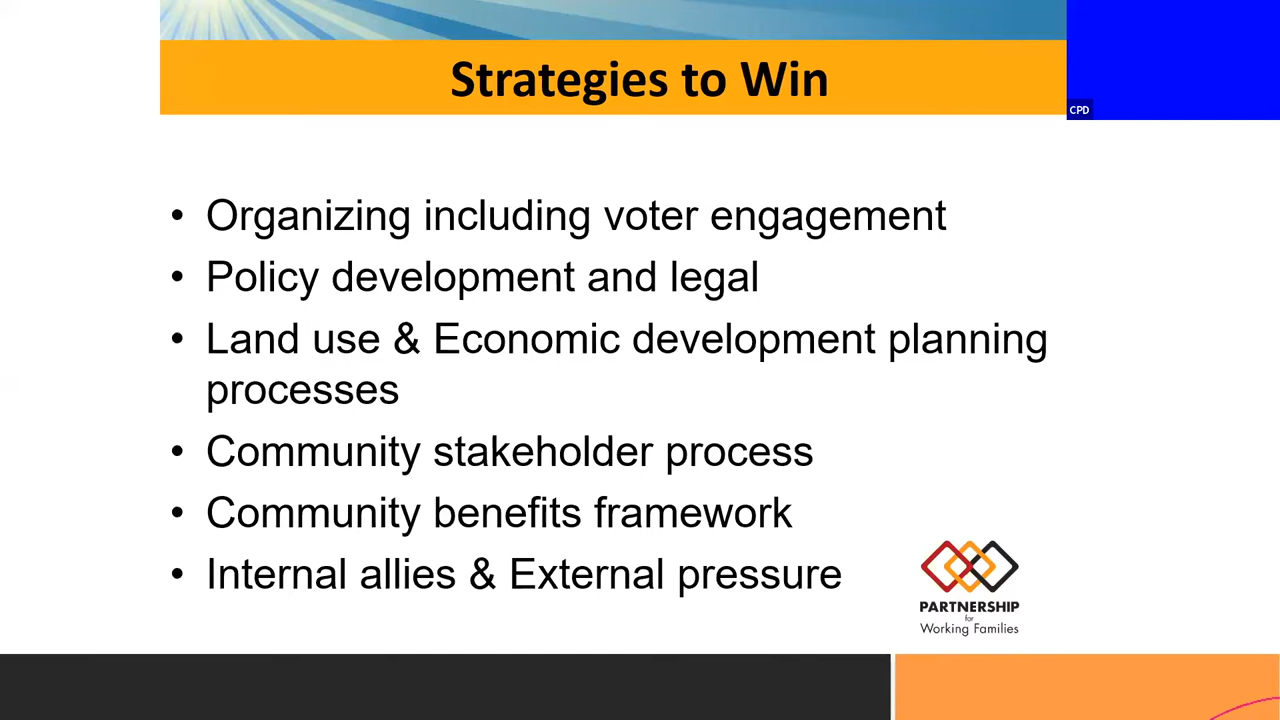 Strategies to Win
CPD
• Organizing including voter engagement
• Policy development and legal
• Land use & Economic development planning
processes
• Community stakeholder process
• Community benefits framework
• Internal allies & External pressure
PARTNERSHIP
for
Working Families